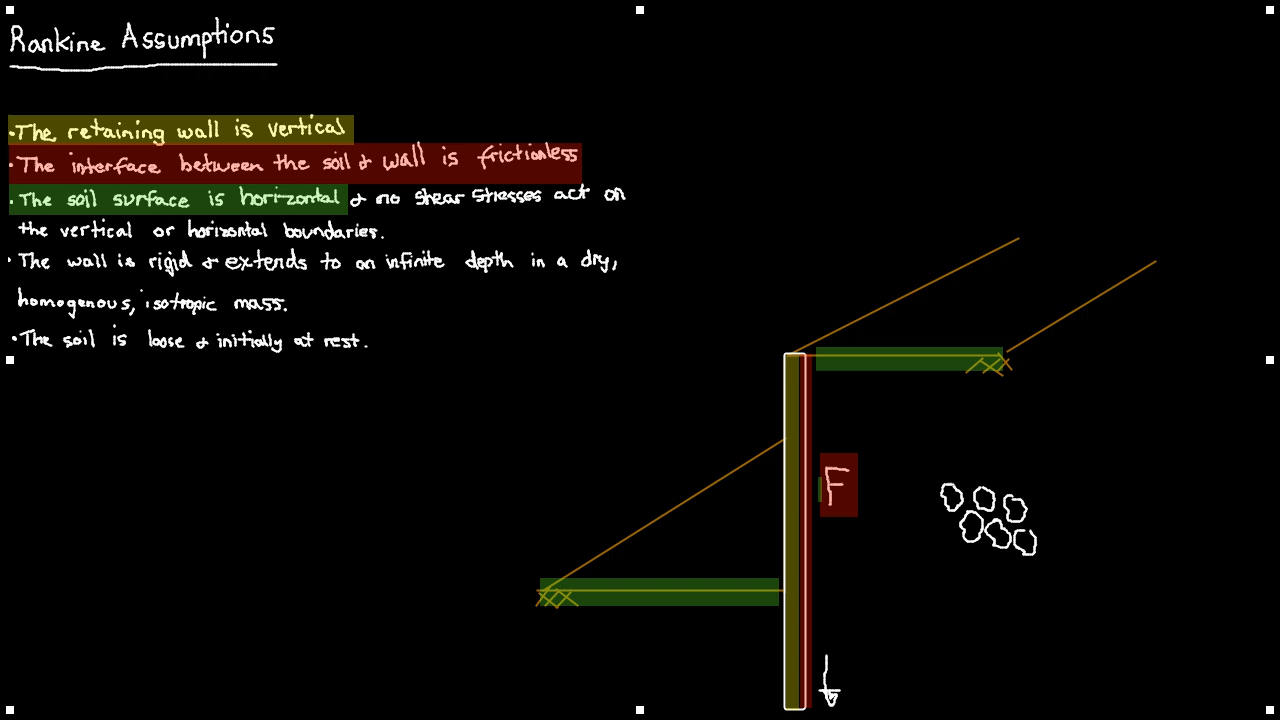 Rankine Assumptions
• The retaining wall is vertical
• The interface between the soil & wall is frictionless
• The soil surface is horizontal & no shear stresses act on
the vertical or horizontal boundaries.
• The wall is rigid & extends to an infinite depth in a dry,
homogenous, isotropic mass.
• The soil is loose & initially at rest.
F